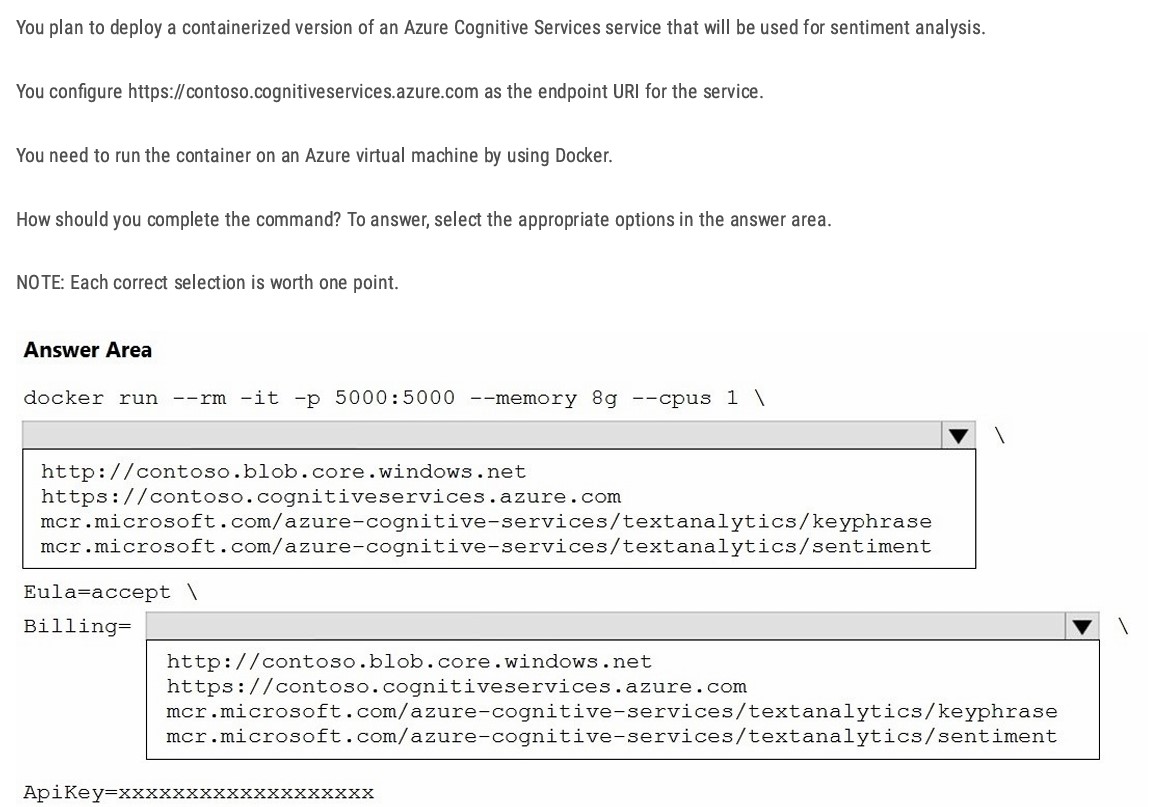 You plan to deploy a containerized version of an Azure Cognitive Services service that will be used for sentiment analysis.
You configure https://contoso.cognitiveservices.azure.com as the endpoint URI for the service.
You need to run the container on an Azure virtual machine by using Docker.
How should you complete the command? To answer, select the appropriate options in the answer area.
NOTE: Each correct selection is worth one point.
Answer Area
docker run --rm -it -p 5000:5000 --memory 8g --cpus 1 \
\
http://contoso.blob.core.windows.net
https://contoso.cognitiveservices.azure.com
mcr.microsoft.com/azure-cognitive-services/textanalytics/keyphrase
mcr.microsoft.com/azure-cognitive-services/textanalytics/sentiment
Eula=accept \
Billing= \
http://contoso.blob.core.windows.net
https://contoso.cognitiveservices.azure.com
mcr.microsoft.com/azure-cognitive-services/textanalytics/keyphrase
mcr.microsoft.com/azure-cognitive-services/textanalytics/sentiment
ApiKey=xxxxxxxxxxxxxxxxxxx